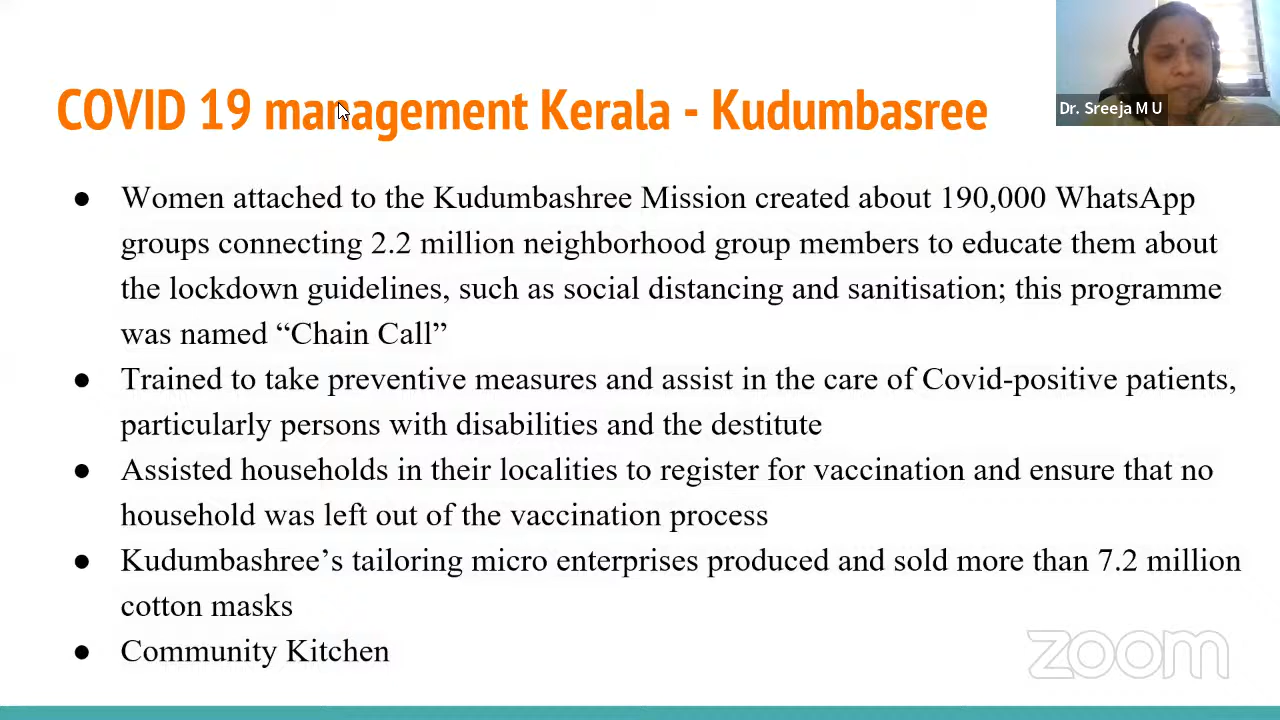 COVID 19 management Kerala - Kudumbasree
Dr. Sreeja M U
● Women attached to the Kudumbashree Mission created about 190,000 WhatsApp
groups connecting 2.2 million neighborhood group members to educate them about
the lockdown guidelines, such as social distancing and sanitisation; this programme
was named “Chain Call”
● Trained to take preventive measures and assist in the care of Covid-positive patients,
particularly persons with disabilities and the destitute
● Assisted households in their localities to register for vaccination and ensure that no
household was left out of the vaccination process
● Kudumbashree’s tailoring micro enterprises produced and sold more than 7.2 million
cotton masks
● Community Kitchen
zoom